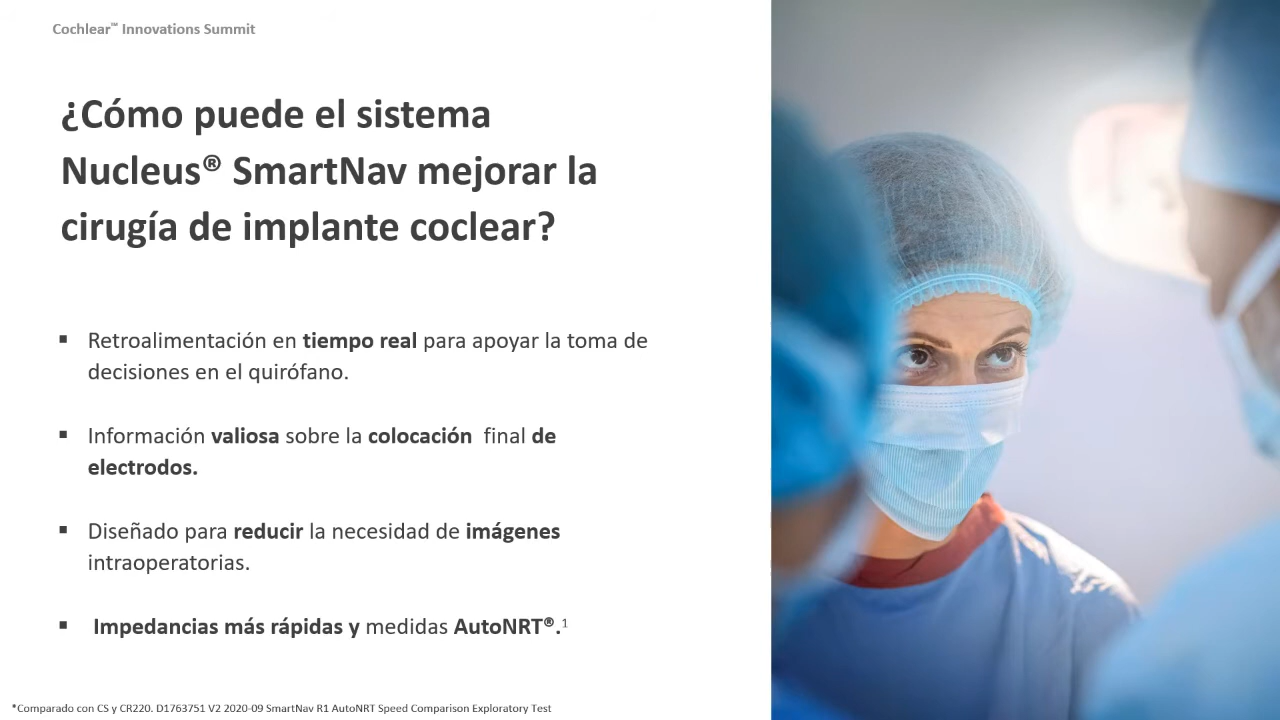 Cochlear™ Innovations Summit
¿Cómo puede el sistema
Nucleus® SmartNav mejorar la
cirugía de implante coclear?
▪ Retroalimentación en tiempo real para apoyar la toma de
decisiones en el quirófano.
▪ Información valiosa sobre la colocación  final de
electrodos.
▪ Diseñado para reducir la necesidad de imágenes
intraoperatorias.
▪ Impedancias más rápidas y medidas AutoNRT®.¹
*Comparado con CS y CR220. D1763751 V2 2020-09 SmartNav R1 AutoNRT Speed Comparison Exploratory Test